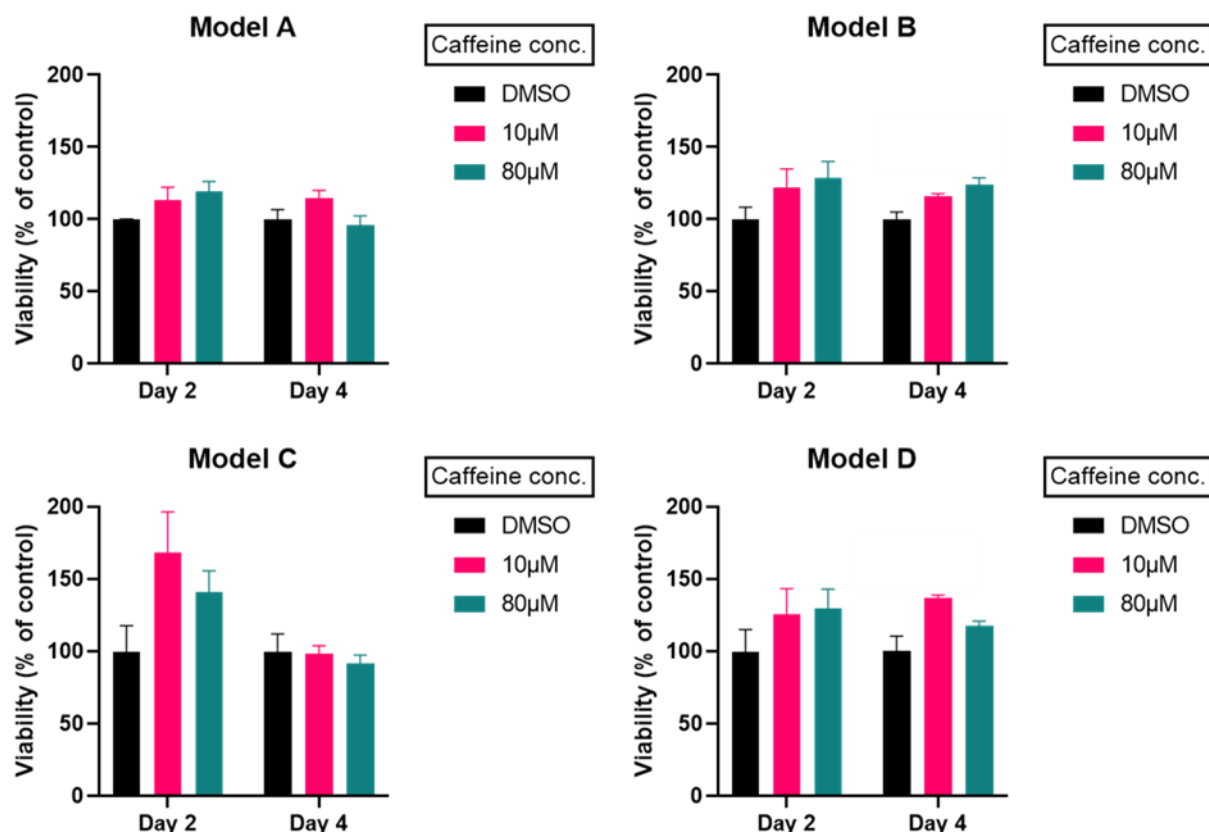 Model A
Caffeine conc.
DMSO
10µM
80µM
Viability (% of control)
200
150
100
50
0
Day 2
Day 4
Model B
Caffeine conc.
DMSO
10µM
80µM
Viability (% of control)
200
150
100
50
0
Day 2
Day 4
Model C
Caffeine conc.
DMSO
10µM
80µM
Viability (% of control)
200
150
100
50
0
Day 2
Day 4
Model D
Caffeine conc.
DMSO
10µM
80µM
Viability (% of control)
200
150
100
50
0
Day 2
Day 4